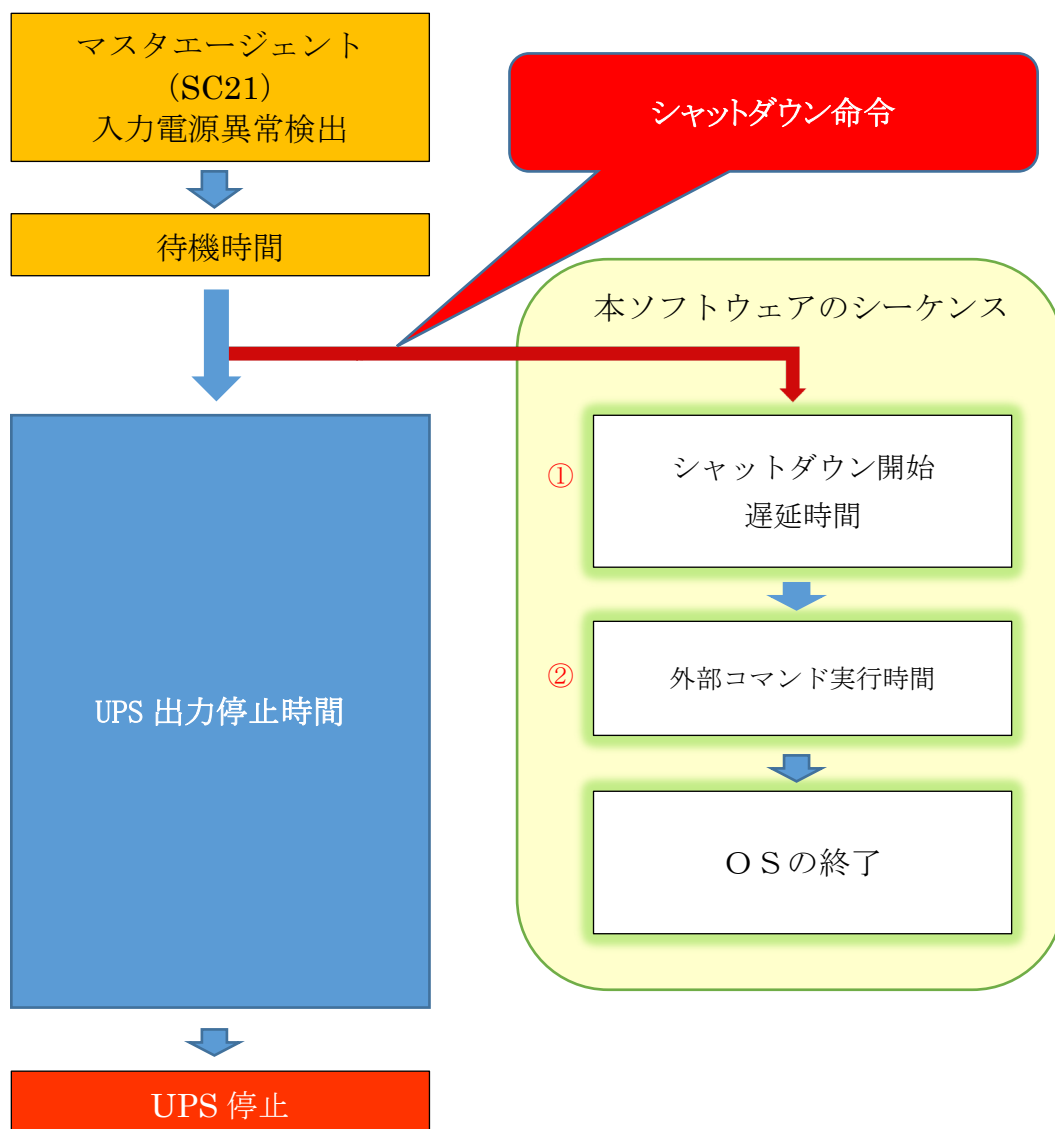 マスタエージェント
（SC21）
入力電源異常検出
シャットダウン命令
待機時間
本ソフトウェアのシーケンス
①
シャットダウン開始
遅延時間
②
外部コマンド実行時間
UPS 出力停止時間
ＯＳの終了
UPS 停止